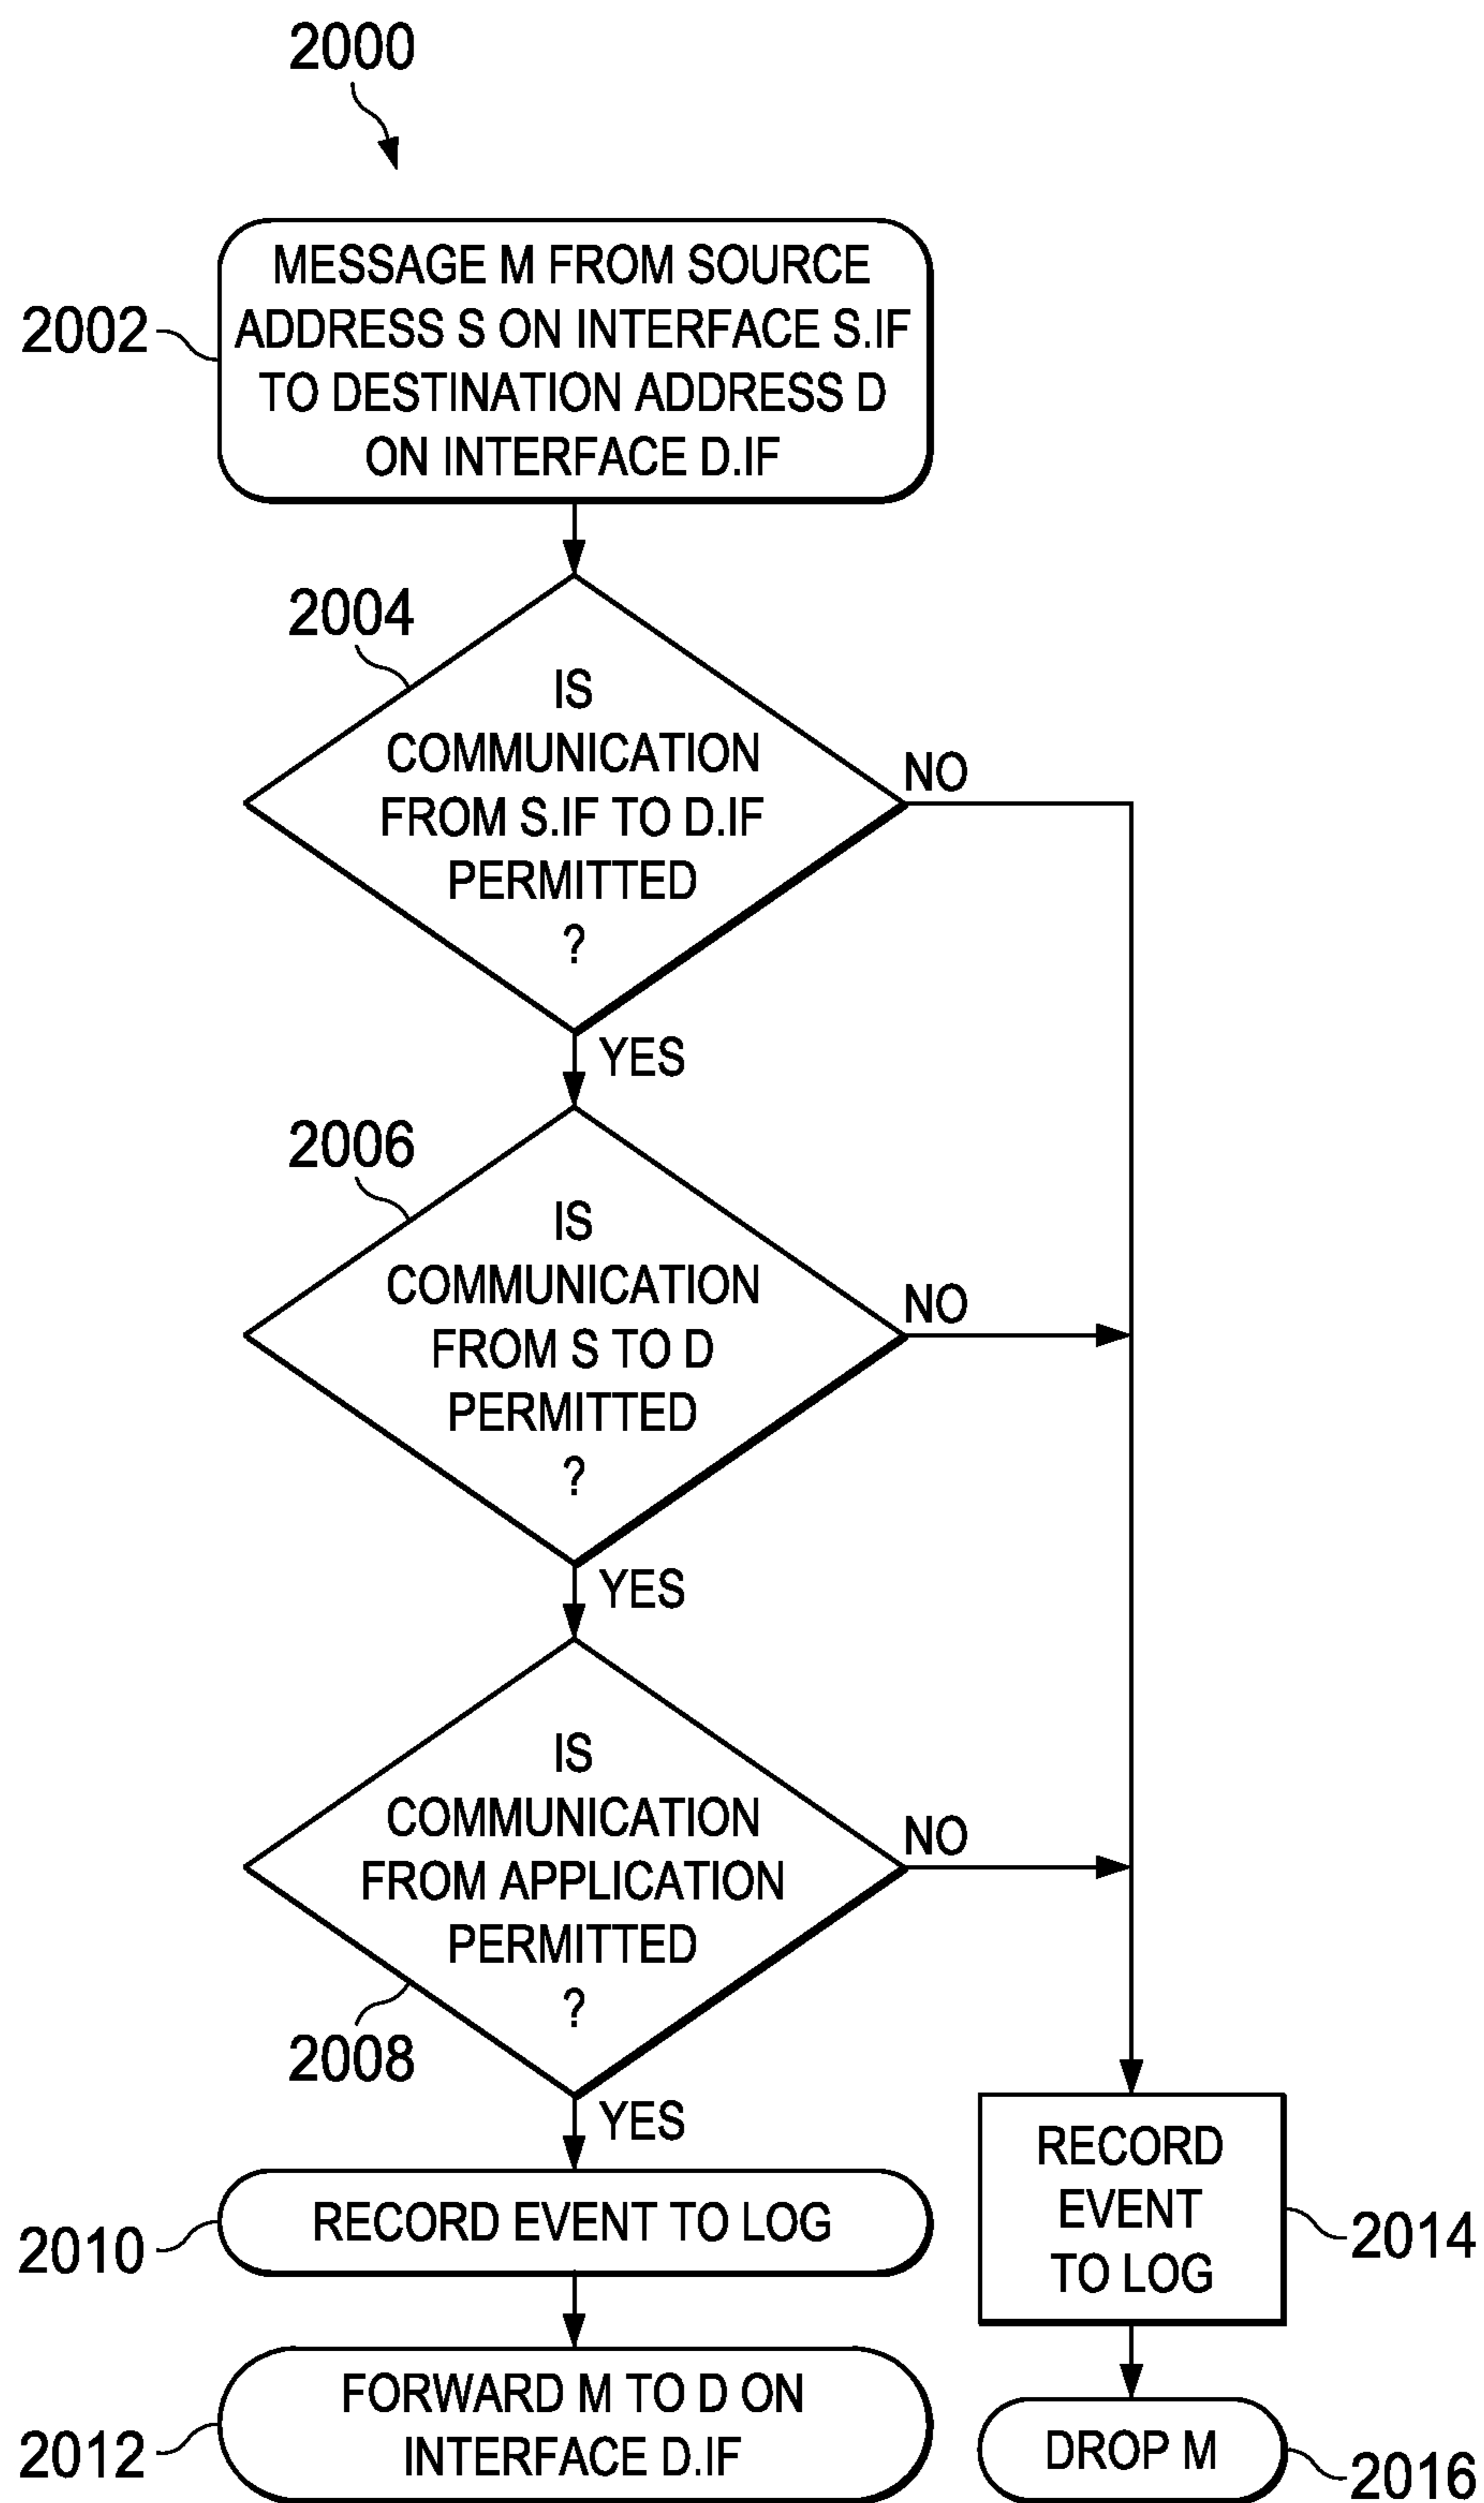 2000
MESSAGE M FROM SOURCE
ADDRESS S ON INTERFACE S.IF
TO DESTINATION ADDRESS D
ON INTERFACE D.IF
2002
2004
IS
COMMUNICATION
FROM S.IF TO D.IF
PERMITTED
?
NO
YES
2006
IS
COMMUNICATION
FROM S TO D
PERMITTED
?
NO
YES
IS
COMMUNICATION
FROM APPLICATION
PERMITTED
?
NO
2008
YES
RECORD EVENT TO LOG
2010
RECORD
EVENT
TO LOG
2014
FORWARD M TO D ON
INTERFACE D.IF
2012
DROP M
2016